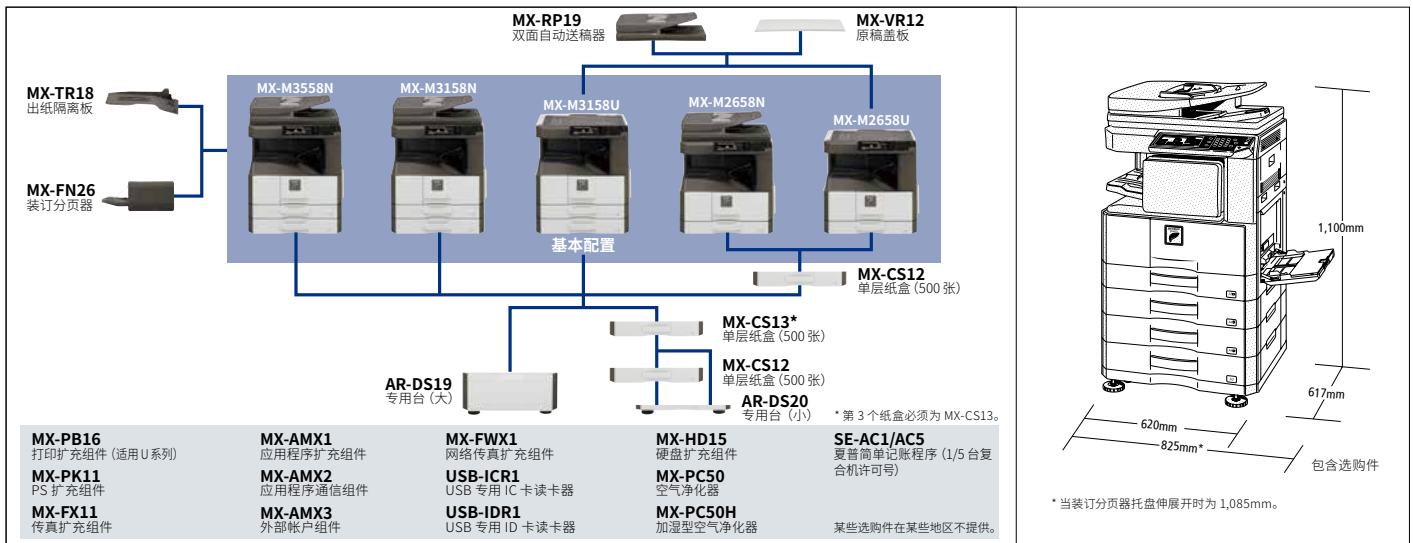 MX-RP19
双面自动送稿器
MX-VR12
原稿盖板
MX-TR18
出纸隔离板
MX-FN26
装订分页器
MX-M3558N
MX-M3158N
MX-M3158U
MX-M2658N
MX-M2658U
基本配置
MX-CS12
单层纸盒 (500 张)
MX-CS13*
单层纸盒 (500 张)
MX-CS12
单层纸盒 (500 张)
AR-DS19
专用台 (大)
AR-DS20
专用台 (小)
* 第 3 个纸盒必须为 MX-CS13。
MX-PB16
打印扩充组件 (适用U系列)
MX-PK11
PS 扩充组件
MX-FX11
传真扩充组件
MX-AMX1
应用程序扩充组件
MX-AMX2
应用程序通信组件
MX-AMX3
外部帐户组件
MX-FWX1
网络传真扩充组件
USB-ICR1
USB 专用 IC 卡读卡器
USB-IDR1
USB 专用 ID 卡读卡器
MX-HD15
硬盘扩充组件
MX-PC50
空气净化器
MX-PC50H
加湿型空气净化器
SE-AC1/AC5
夏普简单记账程序 (1/5 台复
合机许可号)
某些选购件在某些地区不提供。
1,100mm
617mm
620mm
825mm*
包含选购件
* 当装订分页器托盘伸展开时为 1,085mm。